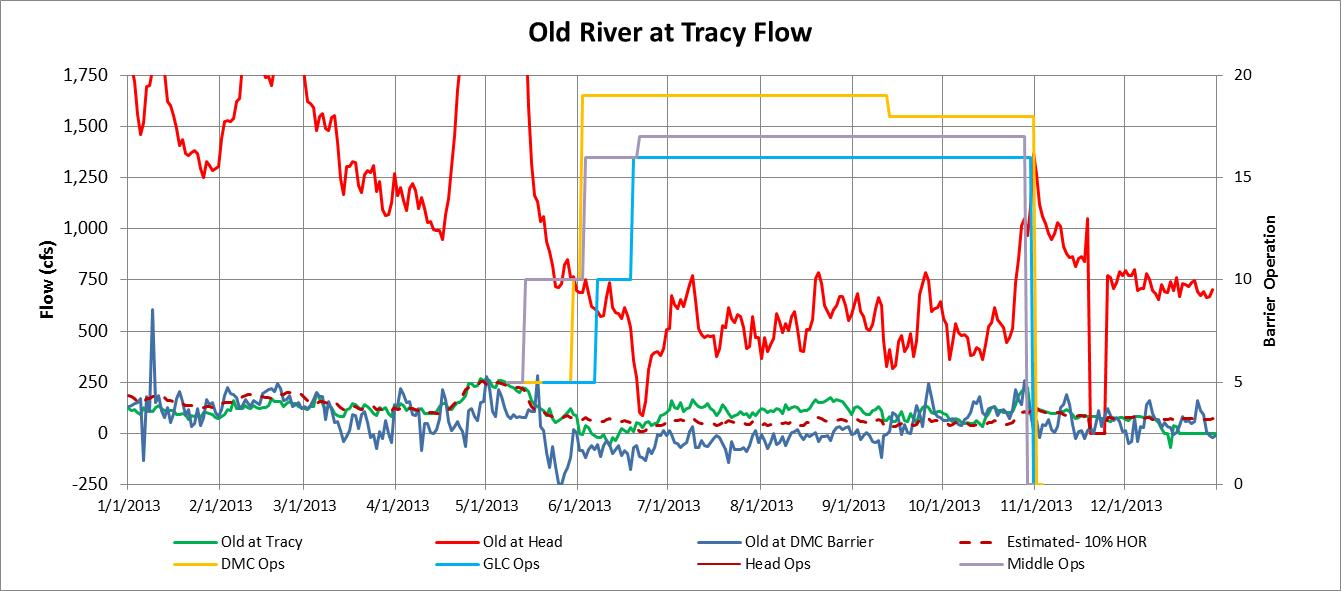 Old River at Tracy Flow
1,750
1,500
1,250
1,000
750
500
250
0
-250
Flow (cfs)
20
15
10
5
0
Barrier Operation
1/1/2013 2/1/2013 3/1/2013 4/1/2013 5/1/2013 6/1/2013 7/1/2013 8/1/2013 9/1/2013 10/1/2013 11/1/2013 12/1/2013
Old at Tracy Old at Head Old at DMC Barrier Estimated- 10% HOR
DMC Ops GLC Ops Head Ops Middle Ops